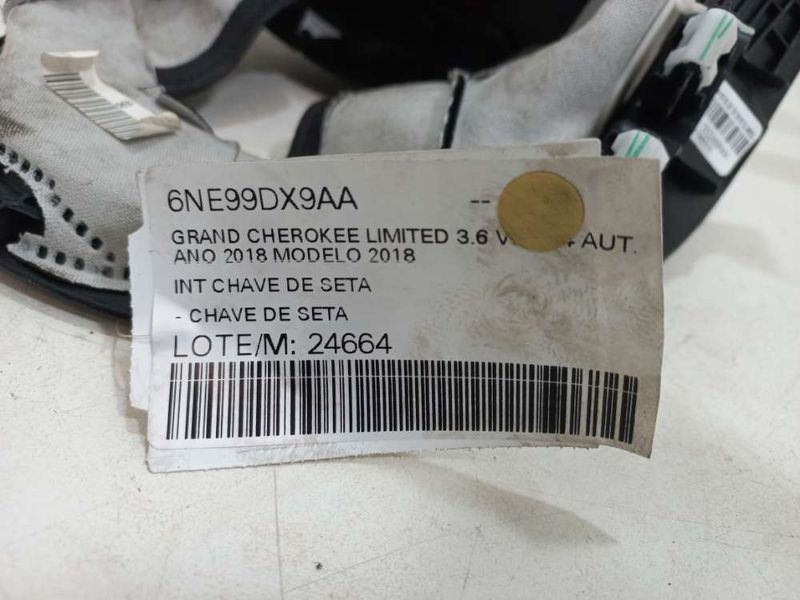 6NE99DX9AA --
GRAND CHEROKEE LIMITED 3.6 AUT.
ANO 2018 MODELO 2018
INT CHAVE DE SETA
- CHAVE DE SETA
LOTE/M: 24664